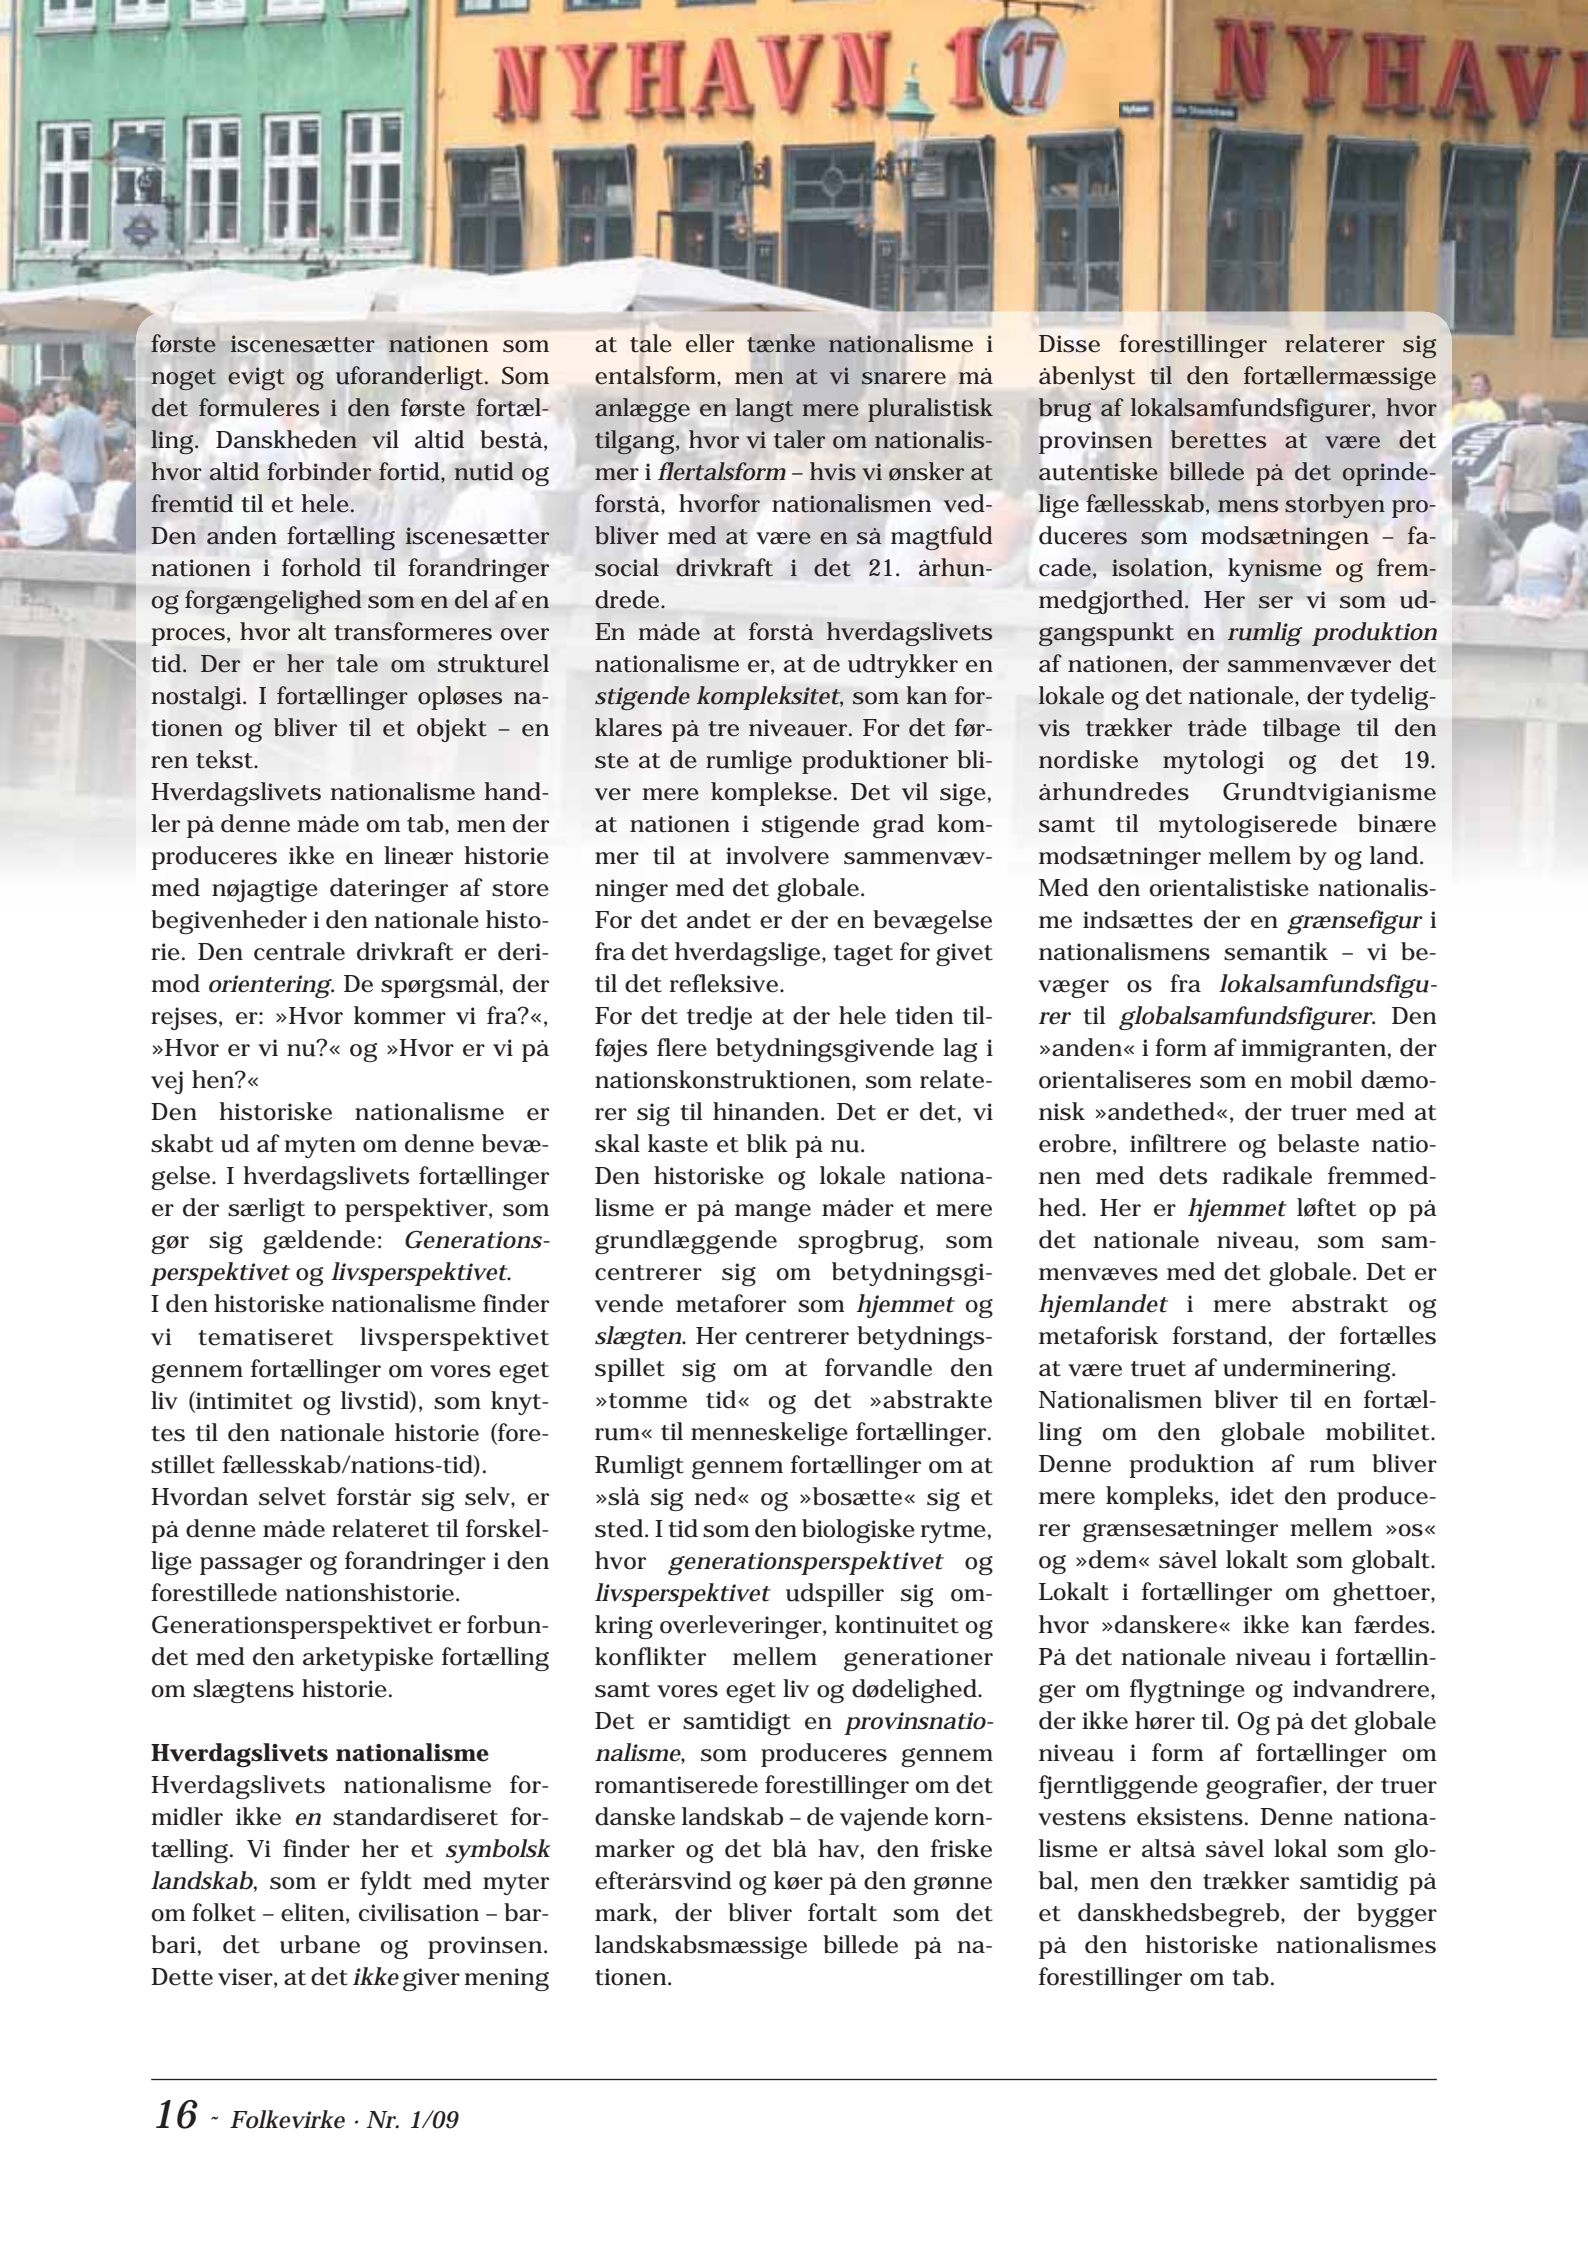 NYHAVN 17
NYHAV
Nyhavn
første iscenesætter nationen som
noget evigt og uforanderligt. Som
det formuleres i den første fortæl-
ling. Danskheden vil altid bestå,
hvor altid forbinder fortid, nutid og
fremtid til et hele.
Den anden fortælling iscenesætter
nationen i forhold til forandringer
og forgængelighed som en del af en
proces, hvor alt transformeres over
tid. Der er her tale om strukturel
nostalgi. I fortællinger opløses na-
tionen og bliver til et objekt – en
ren tekst.
Hverdagslivets nationalisme hand-
ler på denne måde om tab, men der
produceres ikke en lineær historie
med nøjagtige dateringer af store
begivenheder i den nationale histo-
rie. Den centrale drivkraft er deri-
mod orientering. De spørgsmål, der
rejses, er: »Hvor kommer vi fra?«,
»Hvor er vi nu?« og »Hvor er vi på
vej hen?«
Den historiske nationalisme er
skabt ud af myten om denne bevæ-
gelse. I hverdagslivets fortællinger
er der særligt to perspektiver, som
gør sig gældende: Generations-
perspektivet og livsperspektivet.
I den historiske nationalisme finder
vi tematiseret livsperspektivet
gennem fortællinger om vores eget
liv (intimitet og livstid), som knyt-
tes til den nationale historie (fore-
stillet fællesskab/nations-tid).
Hvordan selvet forstår sig selv, er
på denne måde relateret til forskel-
lige passager og forandringer i den
forestillede nationshistorie.
Generationsperspektivet er forbun-
det med den arketypiske fortælling
om slægtens historie.
Hverdagslivets nationalisme
Hverdagslivets nationalisme for-
midler ikke en standardiseret for-
tælling. Vi finder her et symbolsk
landskab, som er fyldt med myter
om folket – eliten, civilisation – bar-
bari, det urbane og provinsen.
Dette viser, at det ikke giver mening
at tale eller tænke nationalisme i
entalsform, men at vi snarere må
anlægge en langt mere pluralistisk
tilgang, hvor vi taler om nationalis-
mer i flertalsform – hvis vi ønsker at
forstå, hvorfor nationalismen ved-
bliver med at være en så magtfuld
social drivkraft i det 21. århun-
drede.
En måde at forstå hverdagslivets
nationalisme er, at de udtrykker en
stigende kompleksitet, som kan for-
klares på tre niveauer. For det før-
ste at de rumlige produktioner bli-
ver mere komplekse. Det vil sige,
at nationen i stigende grad kom-
mer til at involvere sammenvæv-
ninger med det globale.
For det andet er der en bevægelse
fra det hverdagslige, taget for givet
til det refleksive.
For det tredje at der hele tiden til-
føjes flere betydningsgivende lag i
nationskonstruktionen, som relate-
rer sig til hinanden. Det er det, vi
skal kaste et blik på nu.
Den historiske og lokale nationa-
lisme er på mange måder et mere
grundlæggende sprogbrug, som
centrerer sig om betydningsgi-
vende metaforer som hjemmet og
slægten. Her centrerer betydnings-
spillet sig om at forvandle den
»tomme tid« og det »abstrakte
rum« til menneskelige fortællinger.
Rumligt gennem fortællinger om at
»slå sig ned« og »bosætte« sig et
sted. I tid som den biologiske rytme,
hvor generationsperspektivet og
livsperspektivet udspiller sig om-
kring overleveringer, kontinuitet og
konflikter mellem generationer
samt vores eget liv og dødelighed.
Det er samtidigt en provinsnatio-
nalisme, som produceres gennem
romantiserede forestillinger om det
danske landskab – de vajende korn-
marker og det blå hav, den friske
efterårsvind og køer på den grønne
mark, der bliver fortalt som det
landskabsmæssige billede på na-
tionen.
Disse forestillinger relaterer sig
åbenlyst til den fortællermæssige
brug af lokalsamfundsfigurer, hvor
provinsen berettes at være det
autentiske billede på det oprinde-
lige fællesskab, mens storbyen pro-
duceres som modsætningen – fa-
cade, isolation, kynisme og frem-
medgjorthed. Her ser vi som ud-
gangspunkt en rumlig produktion
af nationen, der sammenvæver det
lokale og det nationale, der tydelig-
vis trækker tråde tilbage til den
nordiske mytologi og det 19.
århundredes Grundtvigianisme
samt til mytologiserede binære
modsætninger mellem by og land.
Med den orientalistiske nationalis-
me indsættes der en grænsefigur i
nationalismens semantik – vi be-
væger os fra lokalsamfundsfigu-
rer til globalsamfundsfigurer. Den
»anden« i form af immigranten, der
orientaliseres som en mobil dæmo-
nisk »andethed«, der truer med at
erobre, infiltrere og belaste natio-
nen med dets radikale fremmed-
hed. Her er hjemmet løftet op på
det nationale niveau, som sam-
menvæves med det globale. Det er
hjemlandet i mere abstrakt og
metaforisk forstand, der fortælles
at være truet af underminering.
Nationalismen bliver til en fortæl-
ling om den globale mobilitet.
Denne produktion af rum bliver
mere kompleks, idet den produce-
rer grænsesætninger mellem »os«
og »dem« såvel lokalt som globalt.
Lokalt i fortællinger om ghettoer,
hvor »danskere« ikke kan færdes.
På det nationale niveau i fortællin-
ger om flygtninge og indvandrere,
der ikke hører til. Og på det globale
niveau i form af fortællinger om
fjerntliggende geografier, der truer
vestens eksistens. Denne nationa-
lisme er altså såvel lokal som glo-
bal, men den trækker samtidig på
et danskhedsbegreb, der bygger
på den historiske nationalismes
forestillinger om tab.
16 ~ Folkevirke · Nr. 1/09